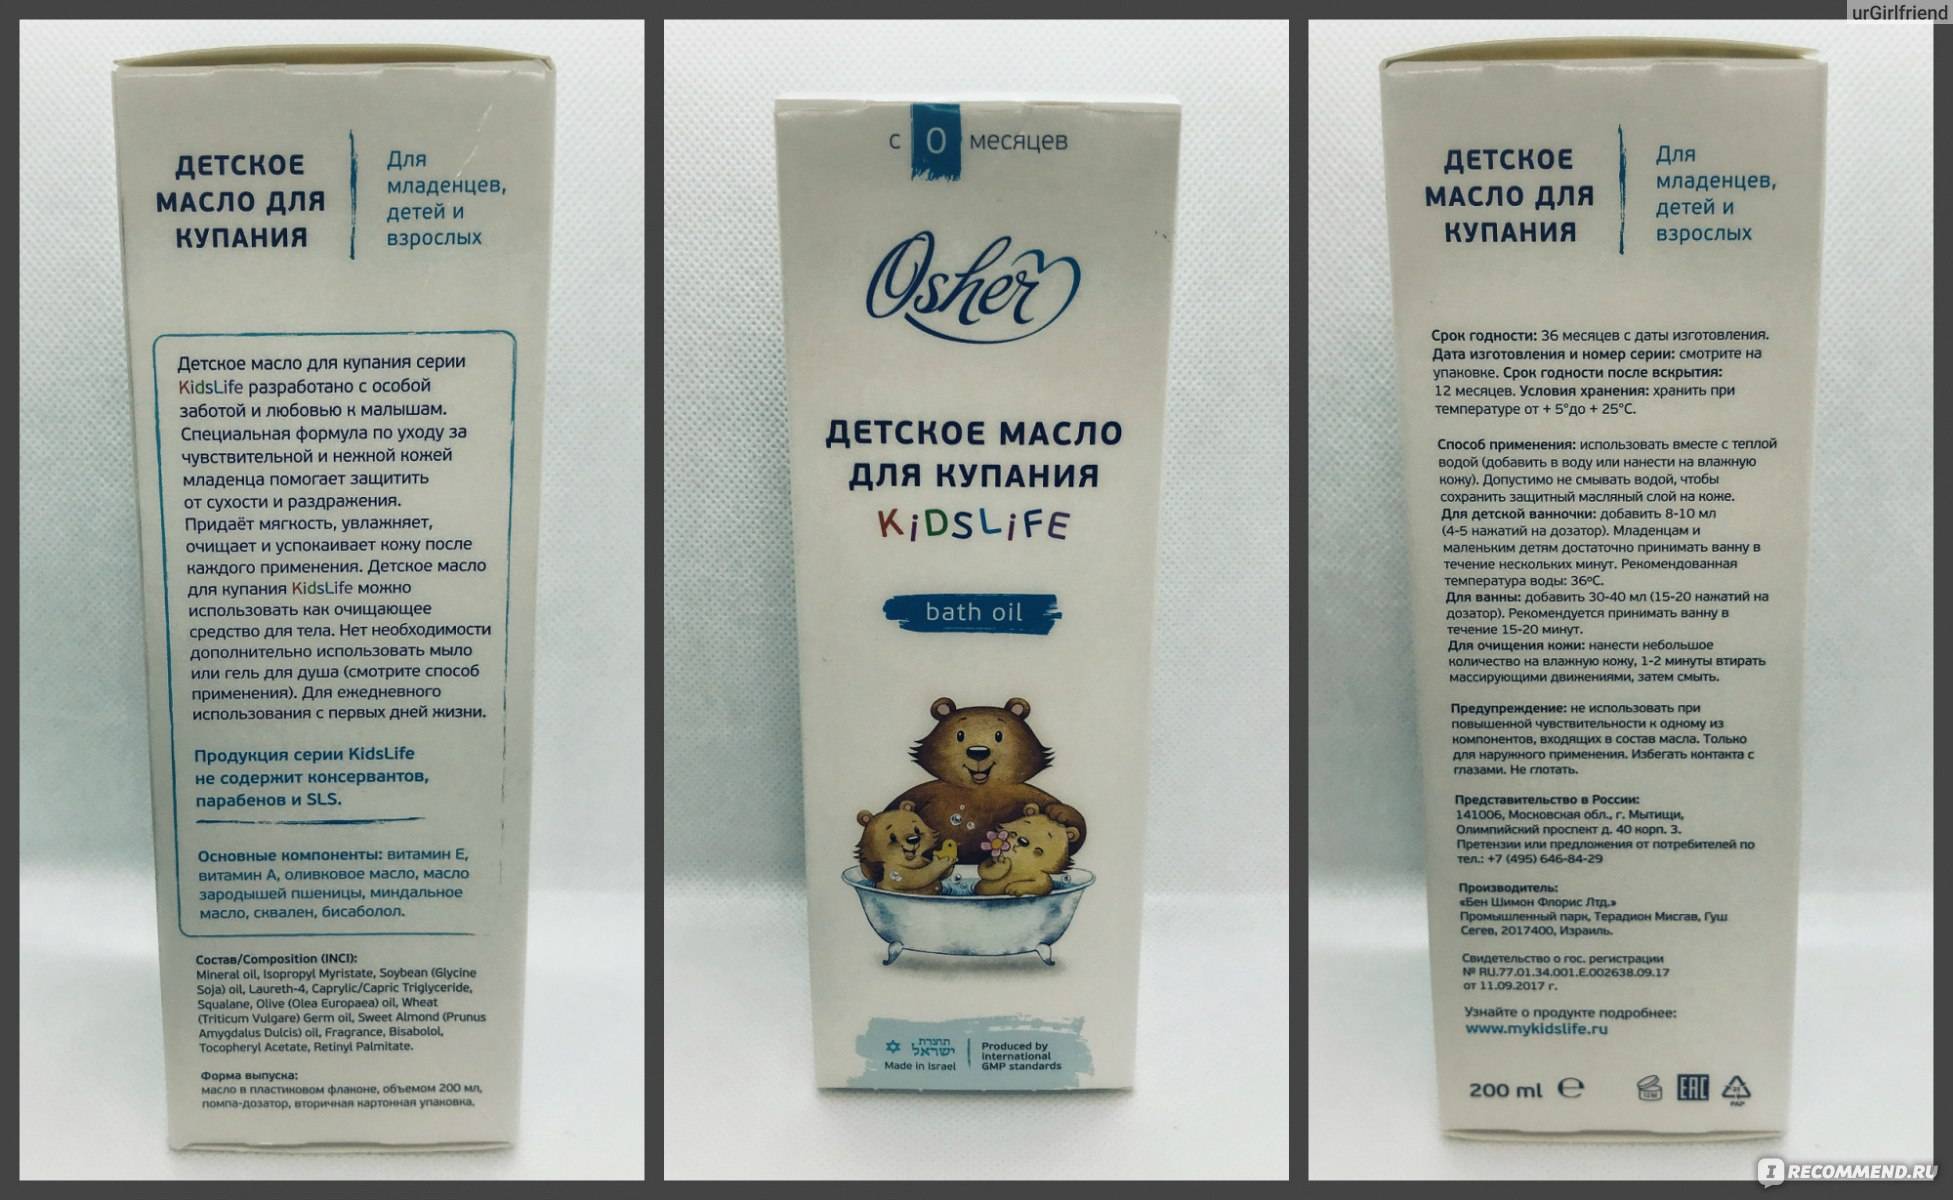 urGirlfriend
ДЕТСКОЕ
МАСЛО ДЛЯ
КУПАНИЯ
Для
младенцев,
детей и
взрослых
Детское масло для купания серии
KidsLife разработано с особой
заботой и любовью к малышам.
Специальная формула по уходу за
чувствительной и нежной кожей
младенца помогает защитить
от сухости и раздражения.
Придаёт мягкость, увлажняет,
очищает и успокаивает кожу после
каждого применения. Детское масло
для купания KidsLife можно
использовать как очищающее
средство для тела. Нет необходимости
дополнительно использовать мыло
или гель для душа (смотрите способ
применения). Для ежедневного
использования с первых дней жизни.
Продукция серии KidsLife
не содержит консервантов,
парабенов и SLS.
Основные компоненты: витамин Е,
витамин А, оливковое масло, масло
зародышей пшеницы, миндальное
масло, сквален, бисаболол.
Состав/Composition (INCI):
Mineral oil, Isopropyl Myristate, Soybean (Glycine
Soja) oil, Laureth-4, Caprylic/Capric Triglyceride,
Squalane, Olive (Olea Europaea) oil, Wheat
(Triticum Vulgare) Germ oil, Sweet Almond (Prunus
Amygdalus Dulcis) oil, Fragrance, Bisabolol,
Tocopheryl Acetate, Retinyl Palmitate.
Форма выпуска:
масло в пластиковом флаконе, объемом 200 мл,
помпа-дозатор, вторичная картонная упаковка.
с 0 месяцев
Osher
ДЕТСКОЕ МАСЛО
ДЛЯ КУПАНИЯ
KiDSLiFE
bath oil
תוצרת
ישראל
Made in Israel
Produced by
international
GMP standards
ДЕТСКОЕ
МАСЛО ДЛЯ
КУПАНИЯ
Для
младенцев,
детей и
взрослых
Срок годности: 36 месяцев с даты изготовления.
Дата изготовления и номер серии: смотрите на
упаковке. Срок годности после вскрытия:
12 месяцев. Условия хранения: хранить при
температуре от + 5°до + 25°С.
Способ применения: использовать вместе с теплой
водой (добавить в воду или нанести на влажную
кожу). Допустимо не смывать водой, чтобы
сохранить защитный масляный слой на коже.
Для детской ванночки: добавить 8-10 мл
(4-5 нажатий на дозатор). Младенцам и
маленьким детям достаточно принимать ванну в
течение нескольких минут. Рекомендованная
температура воды: 36ºС.
Для ванны: добавить 30-40 мл (15-20 нажатий на
дозатор). Рекомендуется принимать ванну в
течение 15-20 минут.
Для очищения кожи: нанести небольшое
количество на влажную кожу, 1-2 минуты втирать
массирующими движениями, затем смыть.
Предупреждение: не использовать при
повышенной чувствительности к одному из
компонентов, входящих в состав масла. Только
для наружного применения. Избегать контакта с
глазами. Не глотать.
Представительство в России:
141006, Московская обл., г. Мытищи,
Олимпийский проспект д. 40 корп. 3.
Претензии или предложения от потребителей по
тел.: +7 (495) 646-84-29
Производитель:
«Бен Шимон Флорис Лтд.»
Промышленный парк, Терадион Мисгав, Гуш
Сегев, 2017400, Израиль.
Свидетельство о гос. регистрации
№ RU.77.01.34.001.Е.002638.09.17
от 11.09.2017 г.
Узнайте о продукте подробнее:
www.mykidslife.ru
200 ml ℮
EAC
PAP
IRECOMMEND.RU